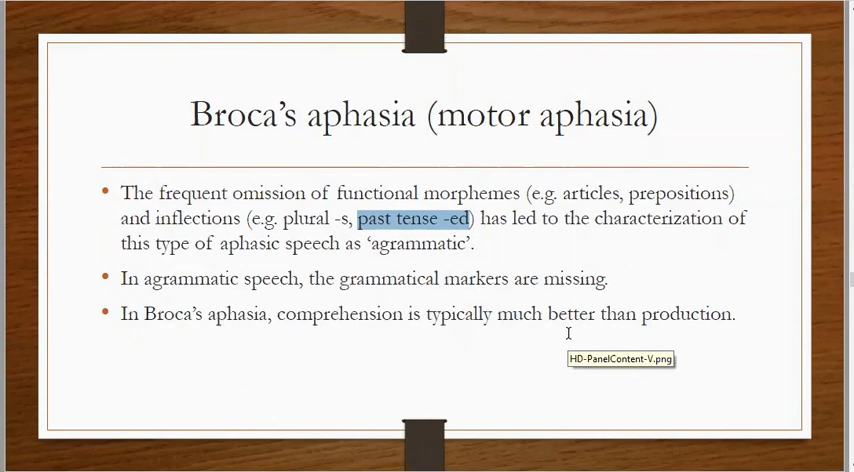 Broca's aphasia (motor aphasia)
• The frequent omission of functional morphemes (e.g. articles, prepositions)
and inflections (e.g. plural -s, past tense -ed) has led to the characterization of
this type of aphasic speech as ‘agrammatic’.
• In agrammatic speech, the grammatical markers are missing.
• In Broca's aphasia, comprehension is typically much better than production.
HD-PanelContent-V.png